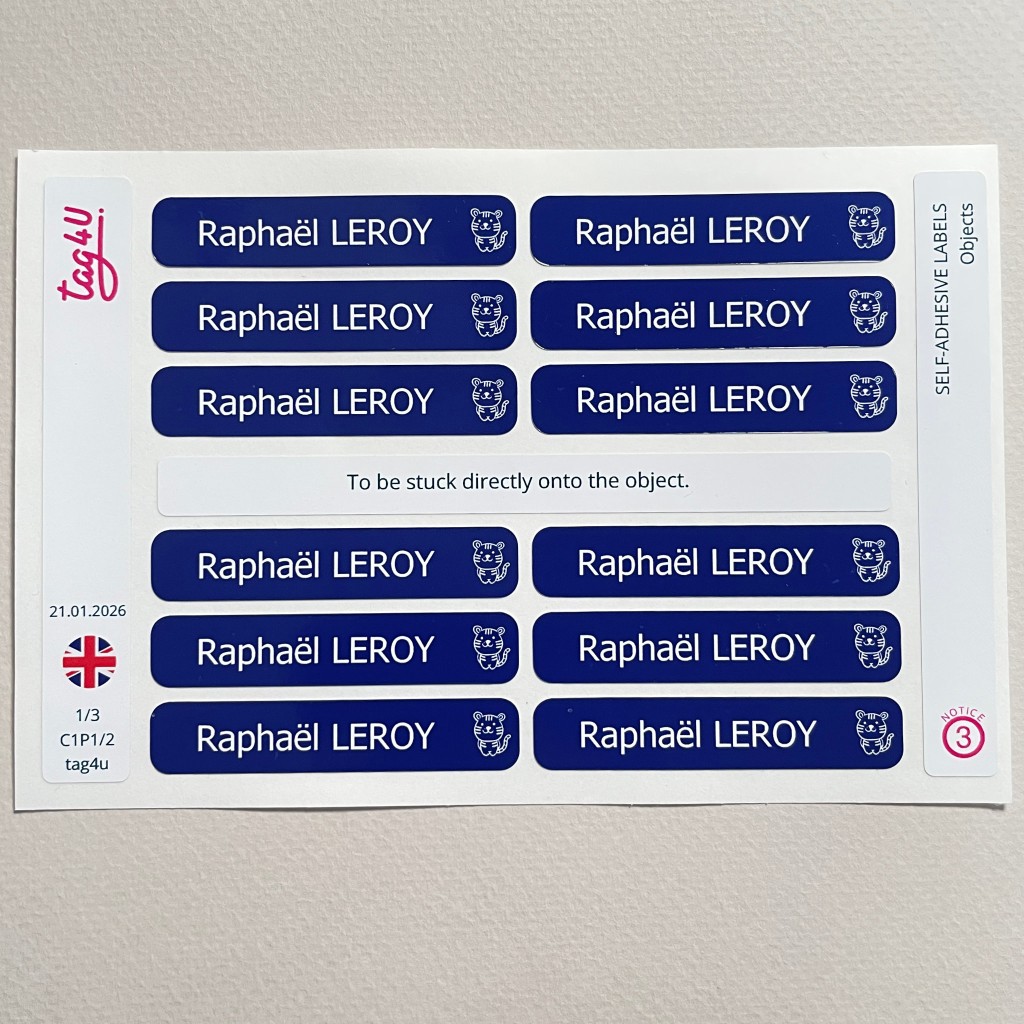 tag4U
21.01.2026
1/3
C1P1/2
tag4u
Raphaël LEROY
Raphaël LEROY
Raphaël LEROY
Raphaël LEROY
Raphaël LEROY
Raphaël LEROY
To be stuck directly onto the object.
Raphaël LEROY
Raphaël LEROY
Raphaël LEROY
Raphaël LEROY
Raphaël LEROY
Raphaël LEROY
SELF-ADHESIVE LABELS
Objects
NOTICE
3